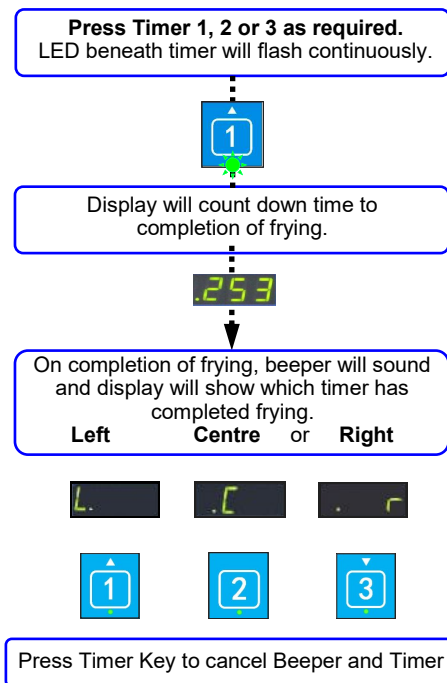 Press Timer 1, 2 or 3 as required.
LED beneath timer will flash continuously.
1
Display will count down time to
completion of frying.
.253
On completion of frying, beeper will sound
and display will show which timer has
completed frying.
Left Centre or Right
L. .C . r
1 2 3
Press Timer Key to cancel Beeper and Timer